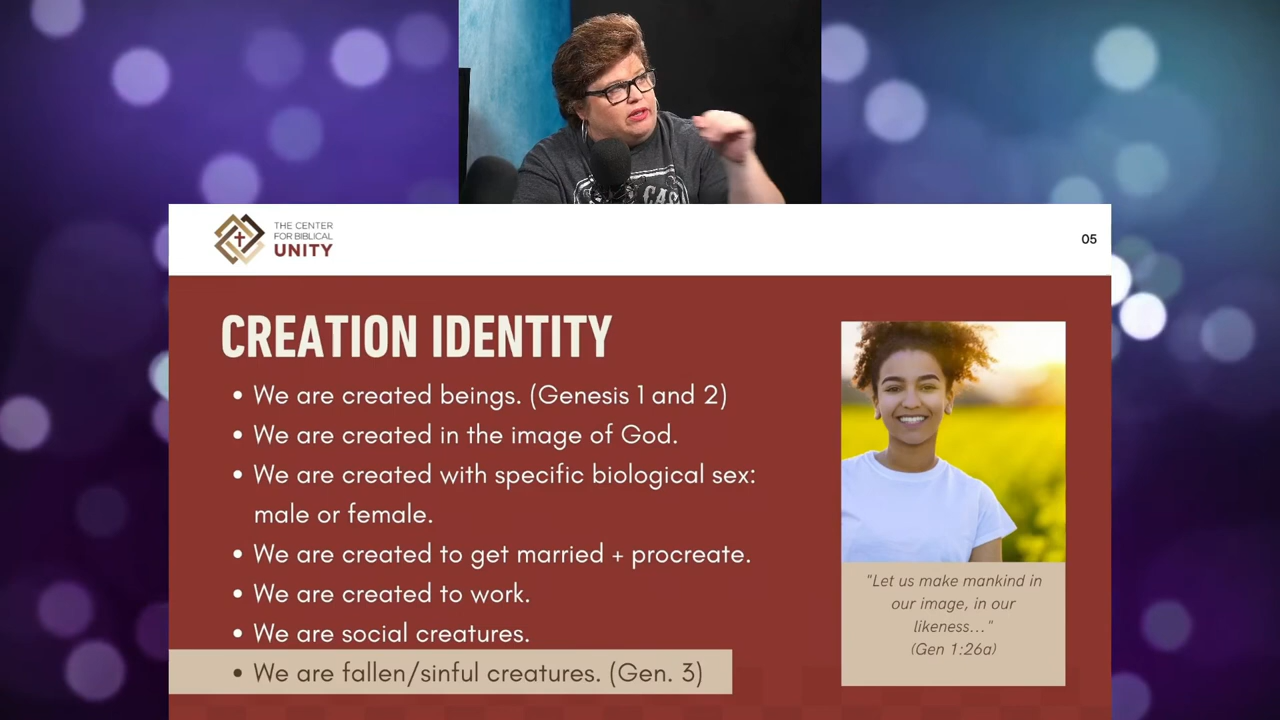 CAS
THE CENTER
FOR BIBLICAL
UNITY
05
CREATION IDENTITY
• We are created beings. (Genesis 1 and 2)
• We are created in the image of God.
• We are created with specific biological sex:
male or female.
• We are created to get married + procreate.
• We are created to work.
• We are social creatures.
• We are fallen/sinful creatures. (Gen. 3)
"Let us make mankind in
our image, in our
likeness..."
(Gen 1:26a)